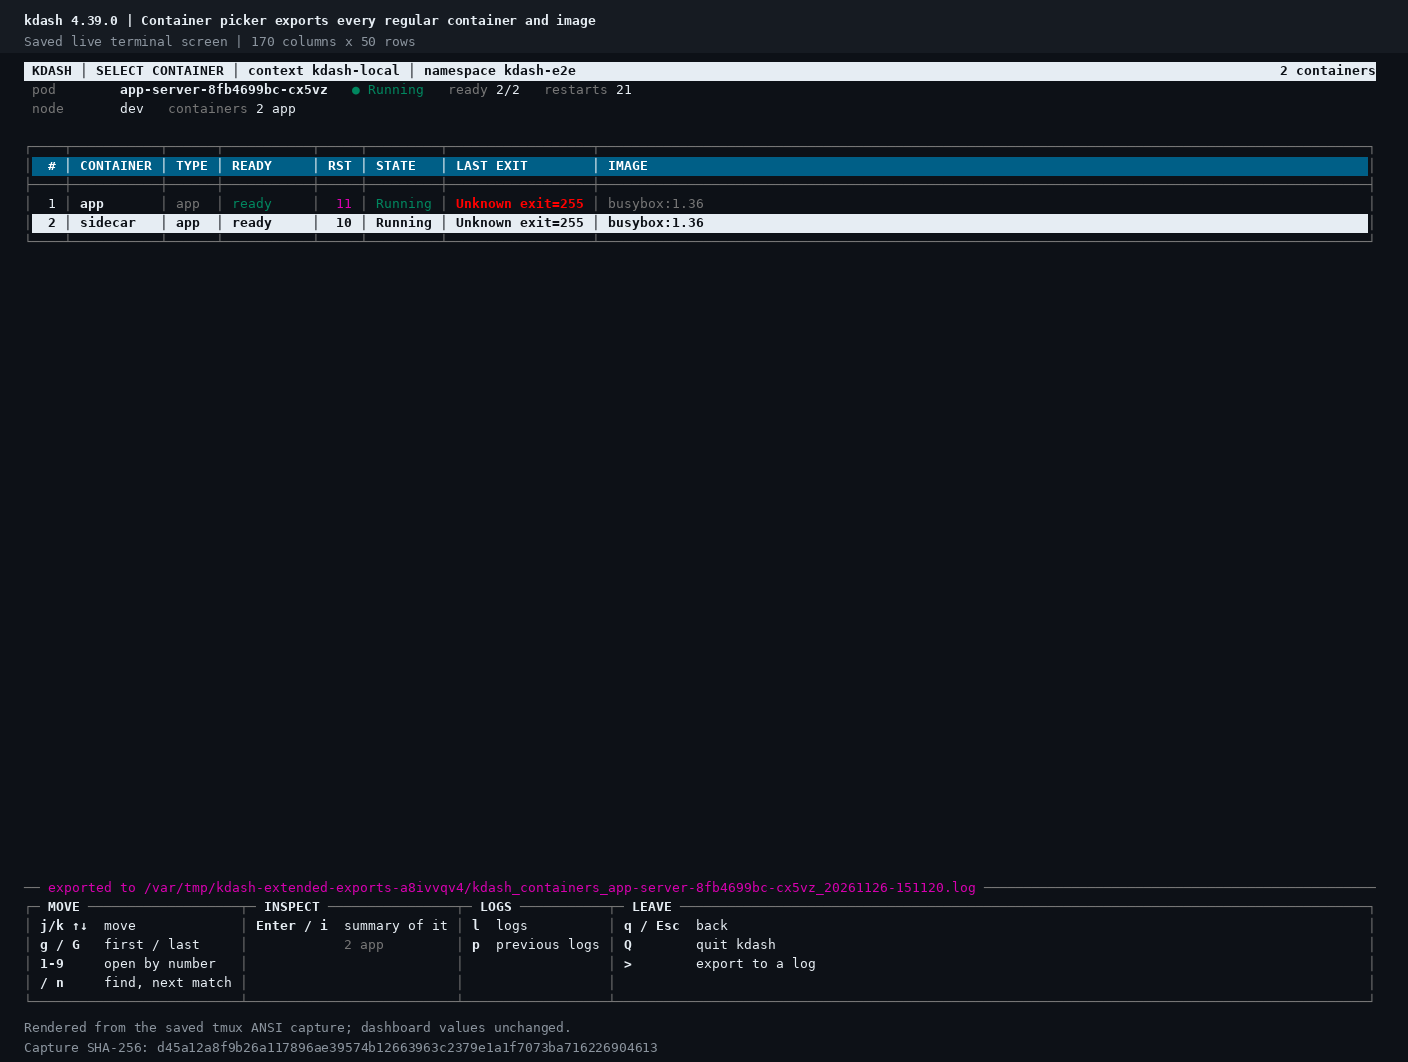 kdash 4.39.0 | Container picker exports every regular container and image
Saved live terminal screen | 170 columns x 50 rows
KDASH │ SELECT CONTAINER │ context kdash-local │ namespace kdash-e2e 2 containers
pod app-server-8fb4699bc-cx5vz ● Running ready 2/2 restarts 21
node dev containers 2 app
# │ CONTAINER │ TYPE │ READY │ RST │ STATE │ LAST EXIT │ IMAGE
1 │ app │ app │ ready │ 11 │ Running │ Unknown exit=255 │ busybox:1.36
2 │ sidecar │ app │ ready │ 10 │ Running │ Unknown exit=255 │ busybox:1.36
exported to /var/tmp/kdash-extended-exports-a8ivvqv4/kdash_containers_app-server-8fb4699bc-cx5vz_20261126-151120.log
MOVE INSPECT LOGS LEAVE
j/k ↑↓ move │ Enter / i summary of it │ l logs │ q / Esc back
g / G first / last │ 2 app │ p previous logs │ Q quit kdash
1-9 open by number │ │ │ > export to a log
/ n find, next match
Rendered from the saved tmux ANSI capture; dashboard values unchanged.
Capture SHA-256: d45a12a8f9b26a117896ae39574b12663963c2379e1a1f7073ba716226904613